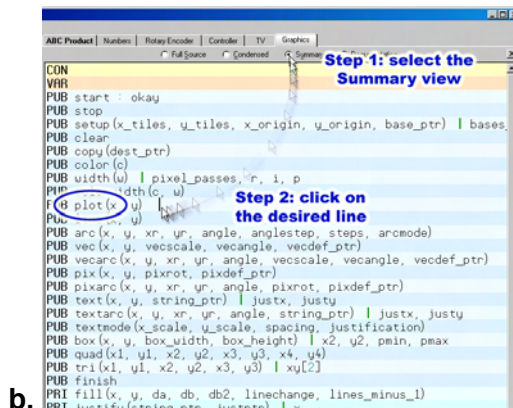 ABC Product Numbers Rotary Encoder Controller TV Graphics
Full Source Condensed Summary
Step 1: select the
Summary view
CON
VAR
PUB start : okay
PUB stop
PUB setup(x_tiles, y_tiles, x_origin, y_origin, base_ptr) | bases_
PUB clear
PUB copy(dest_ptr)
PUB color(c)
PUB width(w) | pixel_passes, r, i, p
(c, w)
plot(x, y)
Step 2: click on
the desired line
y)
PUB arc(x, y, xr, yr, angle, anglestep, steps, arcmode)
PUB vec(x, y, vecscale, vecangle, vecdef_ptr)
PUB vecarc(x, y, xr, yr, angle, vecscale, vecangle, vecdef_ptr)
PUB pix(x, y, pixrot, pixdef_ptr)
PUB pixarc(x, y, xr, yr, angle, pixrot, pixdef_ptr)
PUB text(x, y, string_ptr) | justx, justy
PUB textarc(x, y, xr, yr, angle, string_ptr) | justx, justy
PUB textmode(x_scale, y_scale, spacing, justification)
PUB box(x, y, box_width, box_height) | x2, y2, pmin, pmax
PUB quad(x1, y1, x2, y2, x3, y3, x4, y4)
PUB tri(x1, y1, x2, y2, x3, y3) | xy[2]
PUB finish
PRI fill(x, y, da, db, db2, linechange, lines_minus_1)
b. PRI justify(string_ptr, justptr) | x